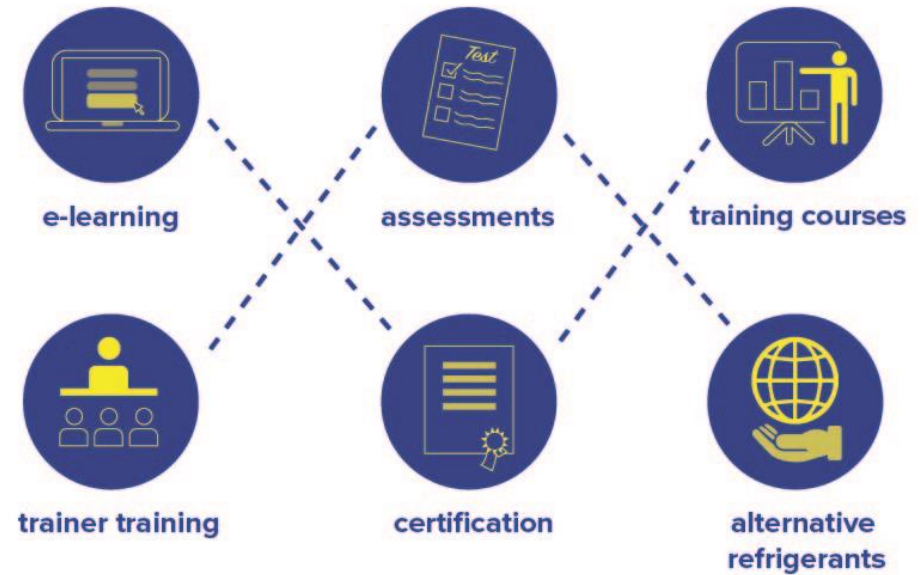 Test
e-learning
assessments
training courses
trainer training
certification
alternative
refrigerants